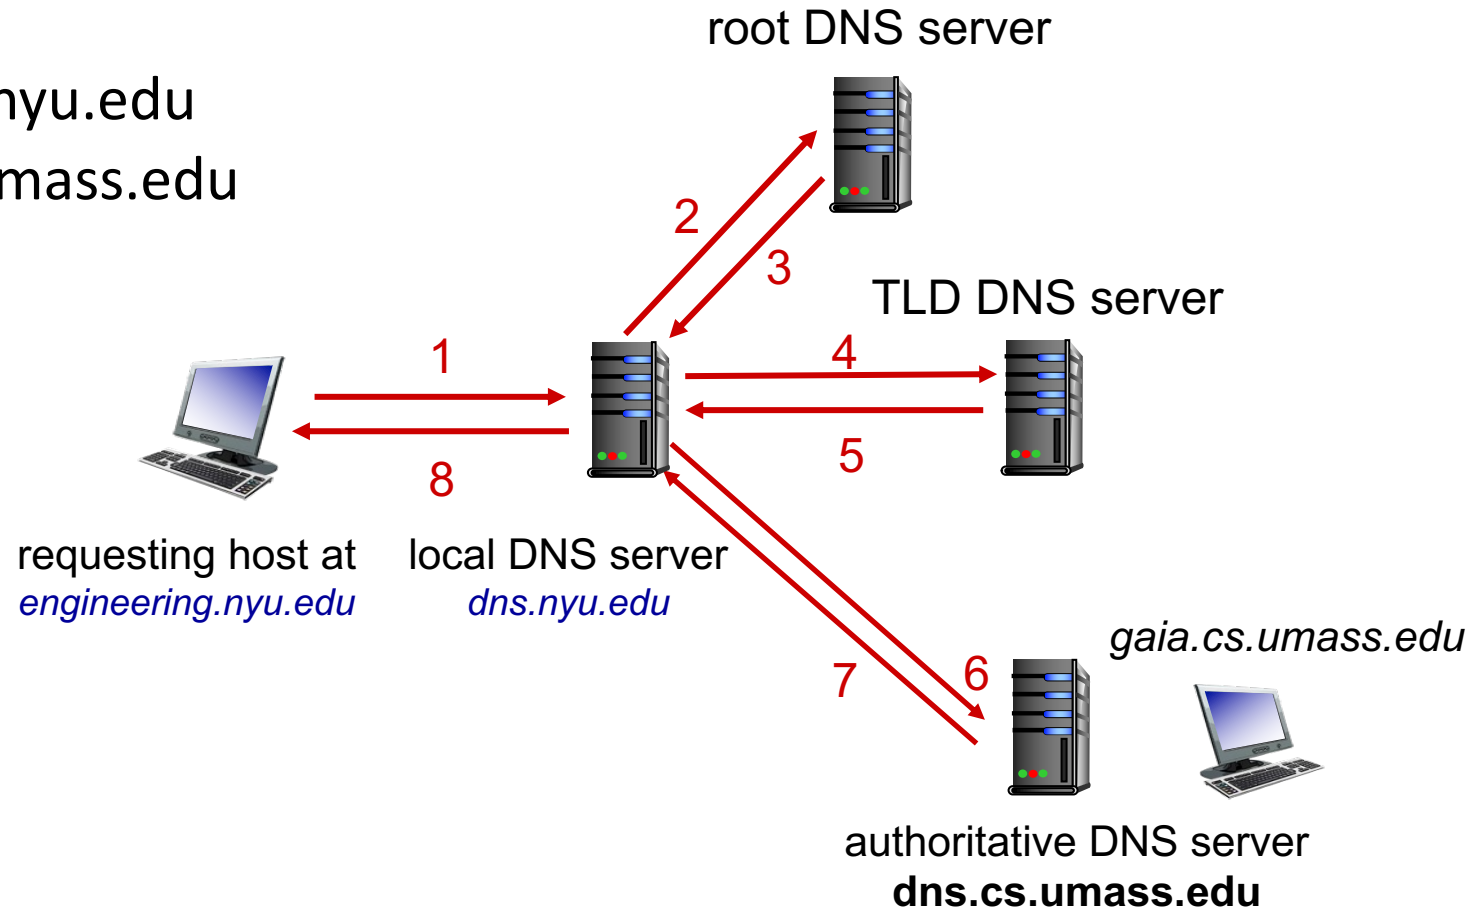 root DNS server
nyu.edu
mass.edu
2
3
TLD DNS server
1
4
5
8
requesting host at
engineering.nyu.edu
local DNS server
dns.nyu.edu
gaia.cs.umass.edu
7
6
authoritative DNS server
dns.cs.umass.edu